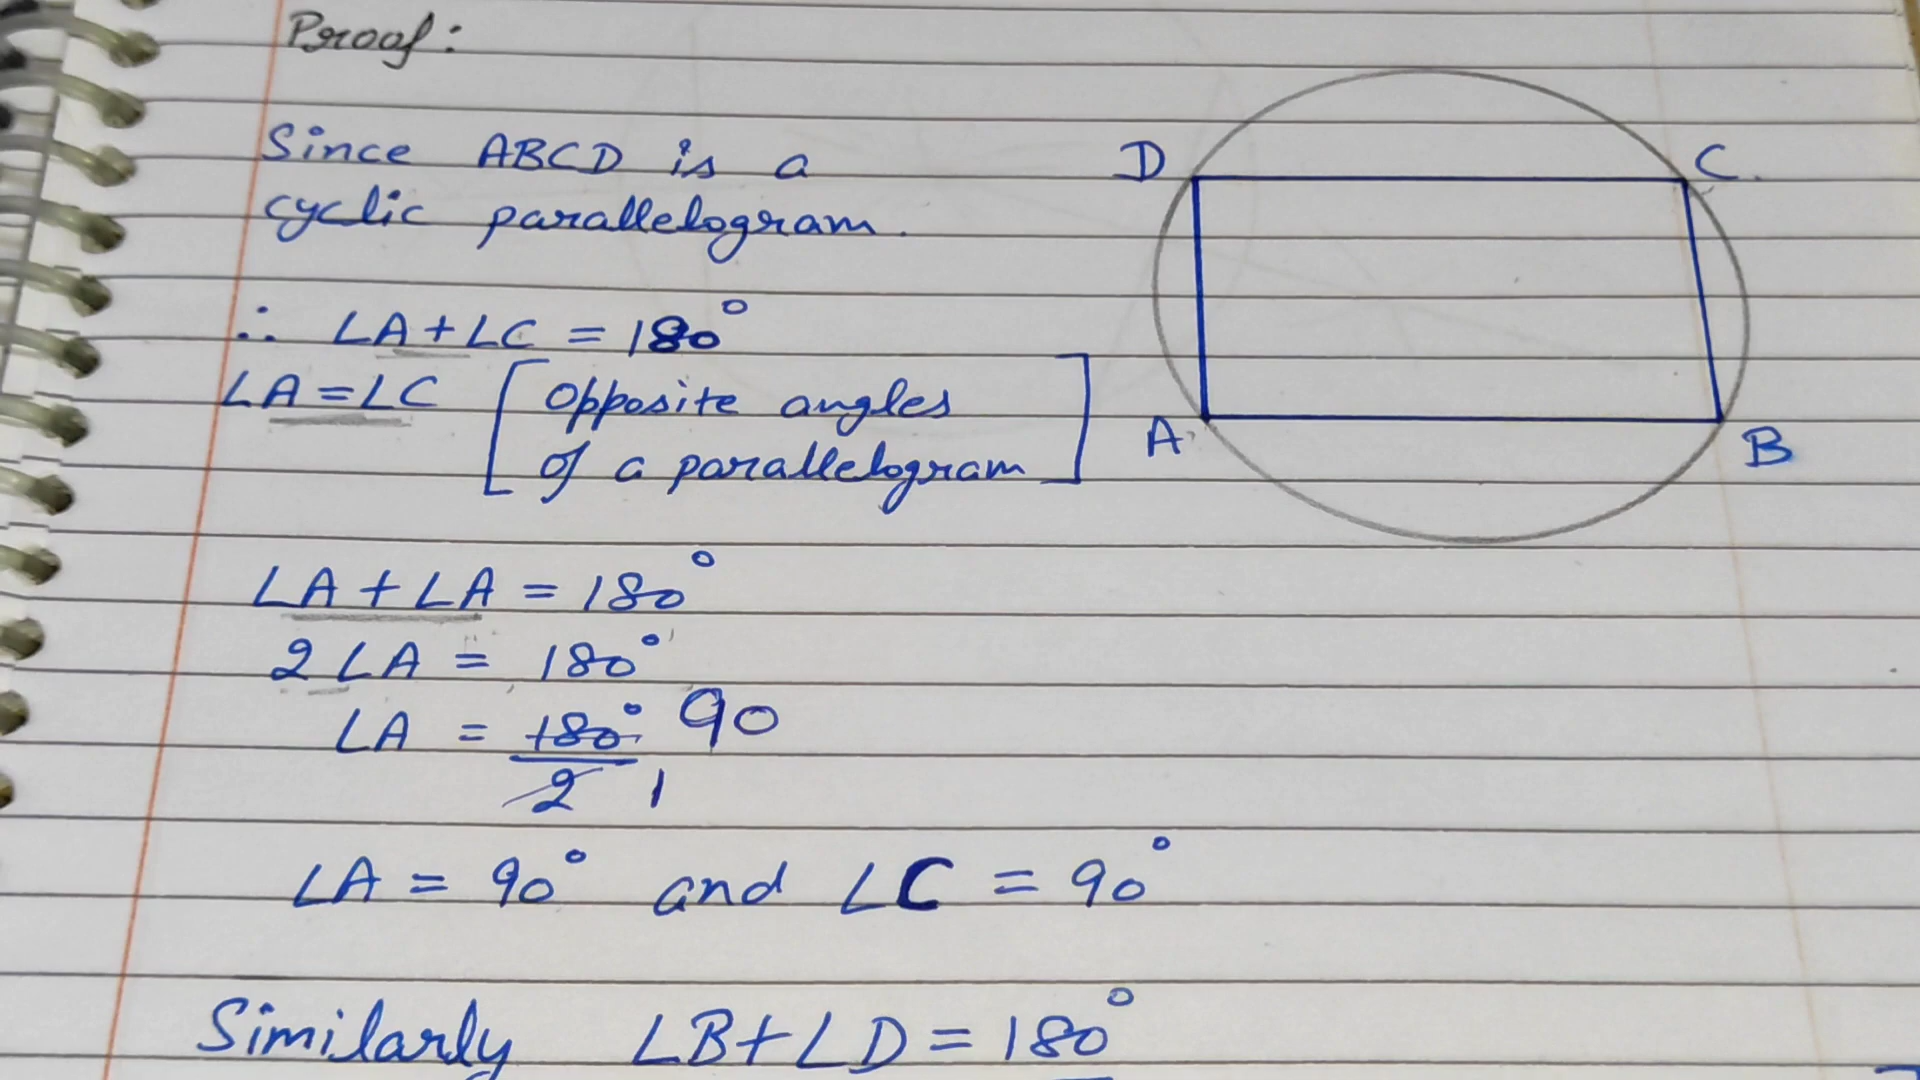 Proof:
Since ABCD is a
cyclic parallelogram.
∴ ∠A+∠C = 180°
∠A=∠C [opposite angles
of a parallelogram]
∠A + ∠A = 180°
2∠A = 180°
∠A = 180° 90
2 1
∠A = 90° and ∠C = 90°
Similarly ∠B+∠D = 180°
D C
A B